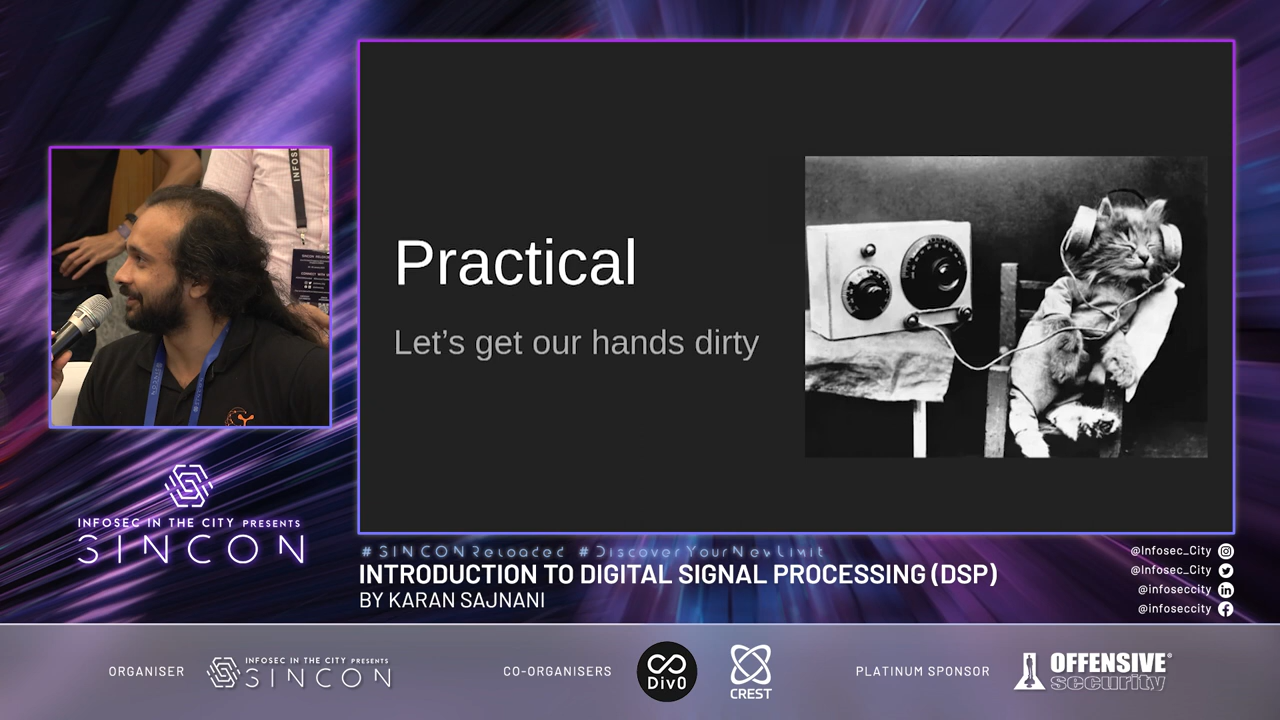 INFOSEC
Practical
Let's get our hands dirty
INFOSEC IN THE CITY PRESENTS
SINCON
#SINCONReloaded #DiscoverYourNewLimit
INTRODUCTION TO DIGITAL SIGNAL PROCESSING (DSP)
BY KARAN SAJNANI
@Infosec_City
@Infosec_City
@infoseccity
@infoseccity
ORGANISER
INFOSEC IN THE CITY PRESENTS
SINCON
CO-ORGANISERS
Div0
CREST
PLATINUM SPONSOR
OFFENSIVE®
security